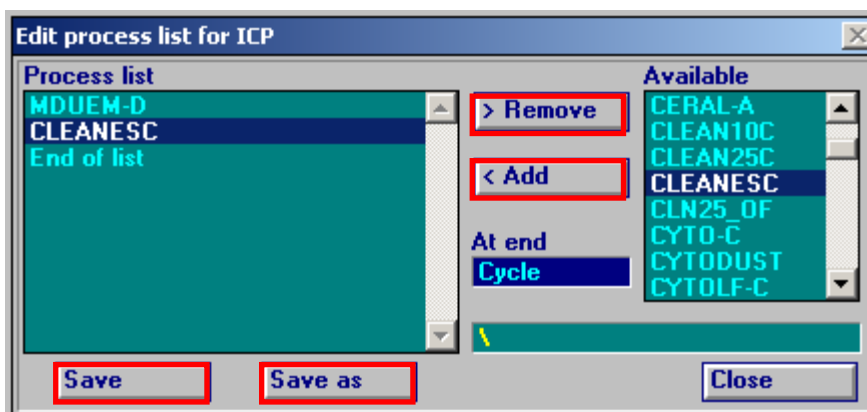 Edit process list for ICP
Process list
MDUEM-D
CLEANESC
End of list
> Remove
< Add
At end
Cycle
Available
CERAL-A
CLEAN10C
CLEAN25C
CLEANESC
CLN25_OF
CYTO-C
CYTODUST
CYTOLF-C
\
Save
Save as
Close